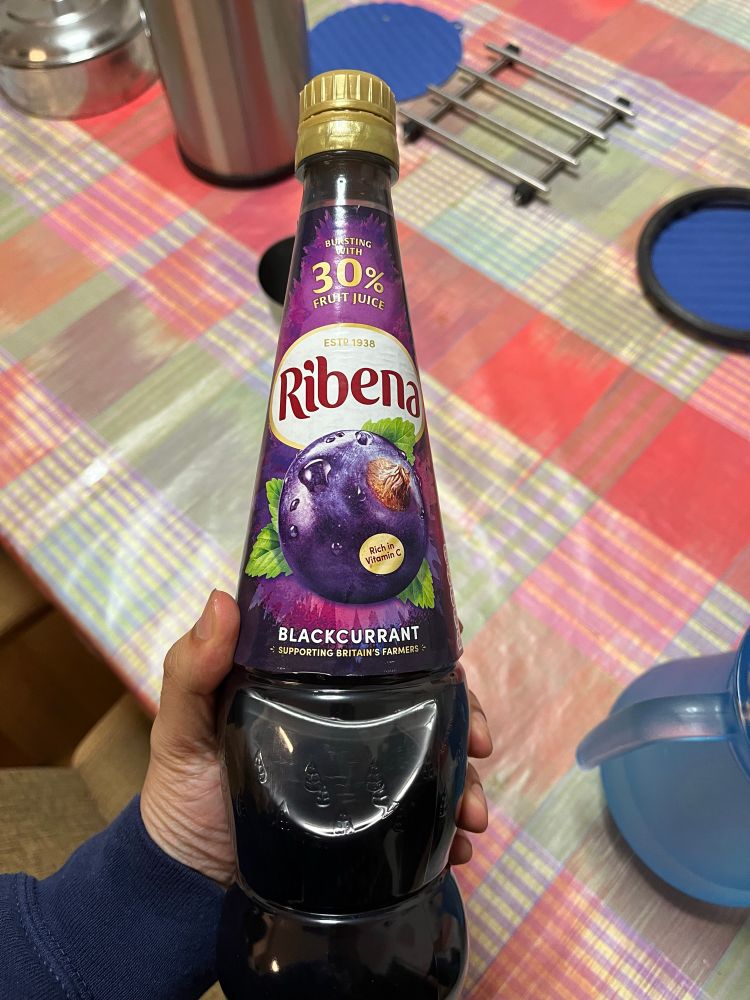 BURSTING
WITH
30%
FRUIT JUICE
ESTD 1938
Ribena
Rich in
Vitamin C
BLACKCURRANT
SUPPORTING BRITAIN'S FARMERS